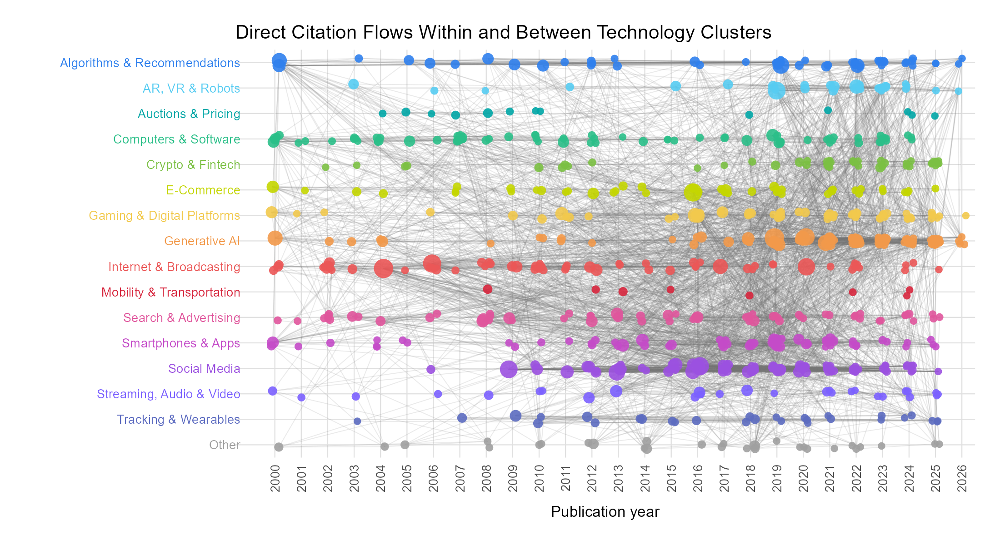 Direct Citation Flows Within and Between Technology Clusters
Algorithms & Recommendations
AR, VR & Robots
Auctions & Pricing
Computers & Software
Crypto & Fintech
E-Commerce
Gaming & Digital Platforms
Generative AI
Internet & Broadcasting
Mobility & Transportation
Search & Advertising
Smartphones & Apps
Social Media
Streaming, Audio & Video
Tracking & Wearables
Other
2000
2001
2002
2003
2004
2005
2006
2007
2008
2009
2010
2011
2012
2013
2014
2015
2016
2017
2018
2019
2020
2021
2022
2023
2024
2025
2026
Publication year